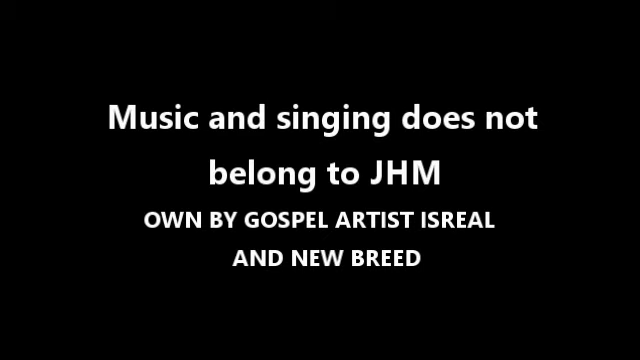 Music and singing does not
belong to JHM
OWN BY GOSPEL ARTIST ISREAL
AND NEW BREED